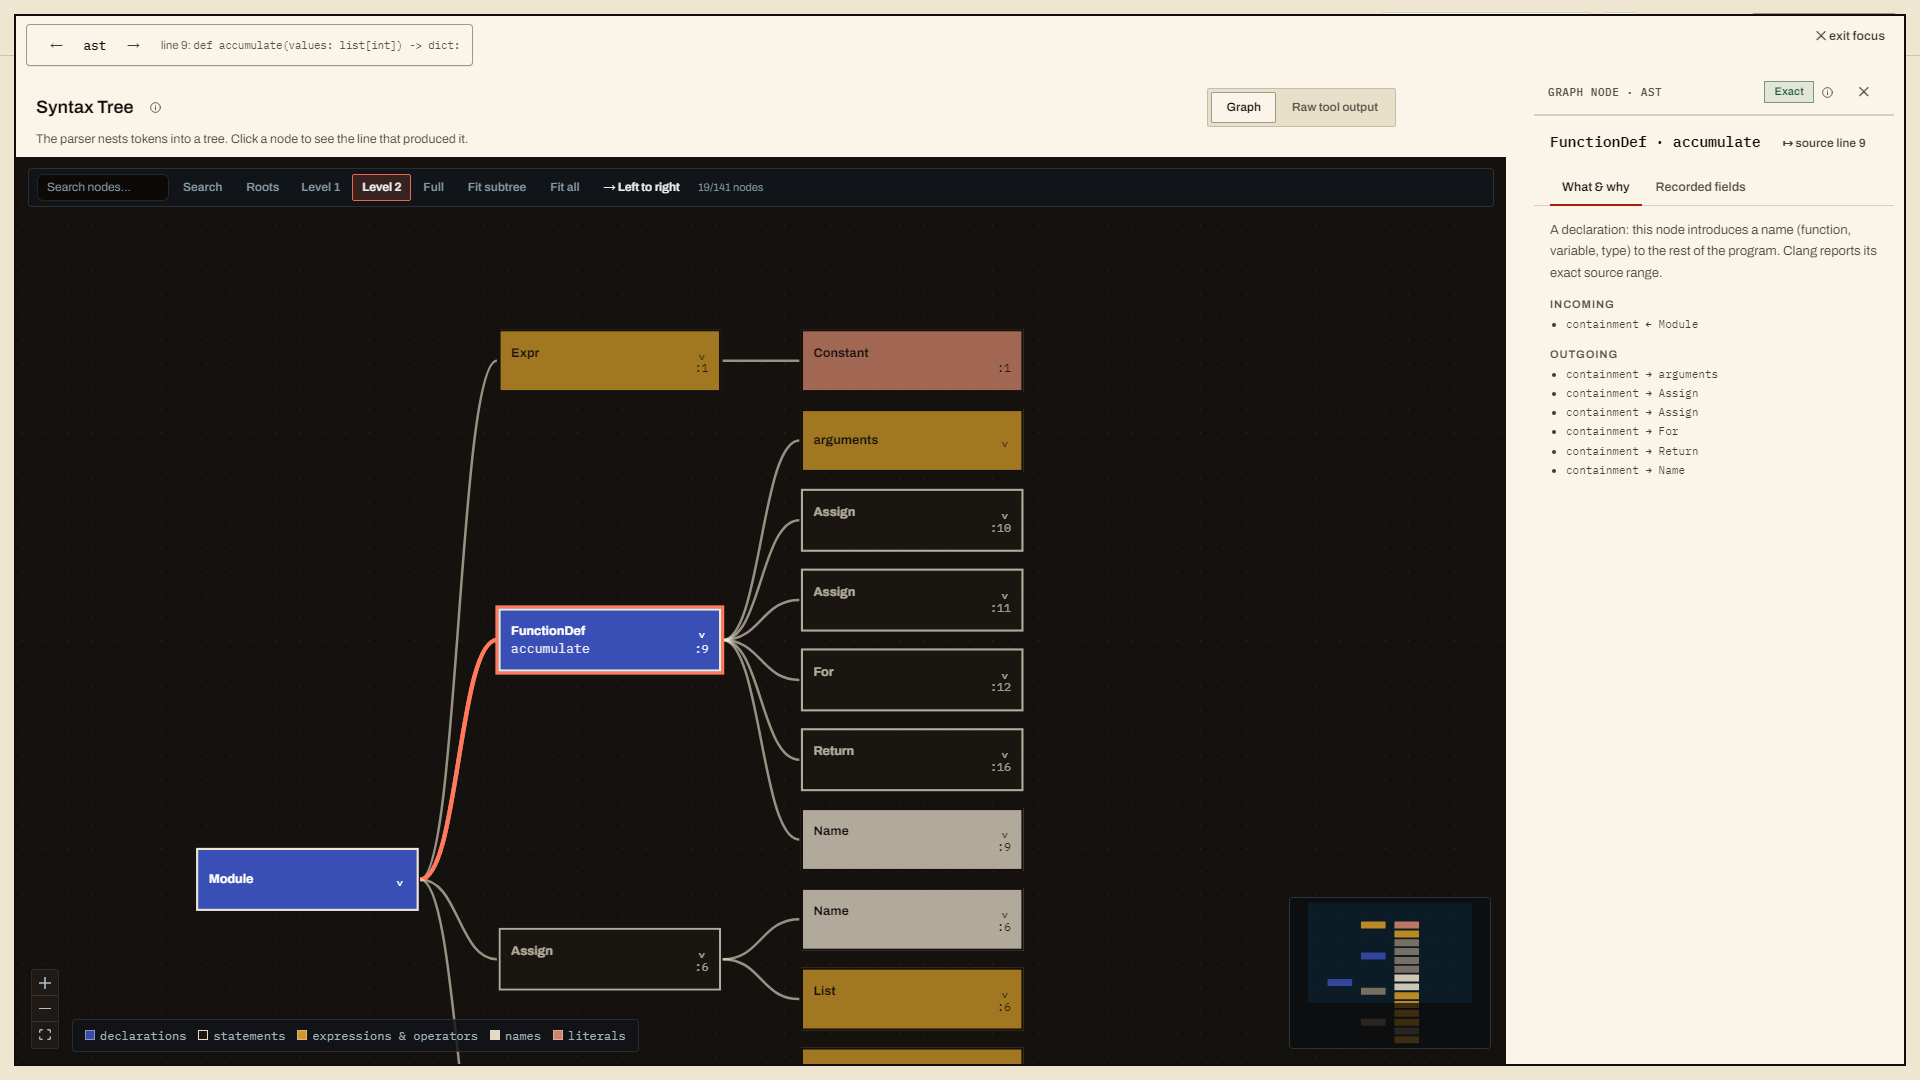 ← ast → line 9: def accumulate(values: list[int]) -> dict:
exit focus
Syntax Tree
Graph
Raw tool output
The parser nests tokens into a tree. Click a node to see the line that produced it.
Search nodes...
Search
Roots
Level 1
Level 2
Full
Fit subtree
Fit all
→ Left to right
19/141 nodes
Expr
v
:1
Constant
:1
arguments
v
Assign
v
:10
Assign
v
:11
FunctionDef
accumulate
v
:9
For
v
:12
Return
v
:16
Name
v
:9
Module
v
Name
v
:6
Assign
v
:6
List
v
:6
declarations
statements
expressions & operators
names
literals
GRAPH NODE · AST
Exact
FunctionDef · accumulate
↦ source line 9
What & why
Recorded fields
A declaration: this node introduces a name (function,
variable, type) to the rest of the program. Clang reports its
exact source range.
INCOMING
• containment ← Module
OUTGOING
• containment → arguments
• containment → Assign
• containment → Assign
• containment → For
• containment → Return
• containment → Name